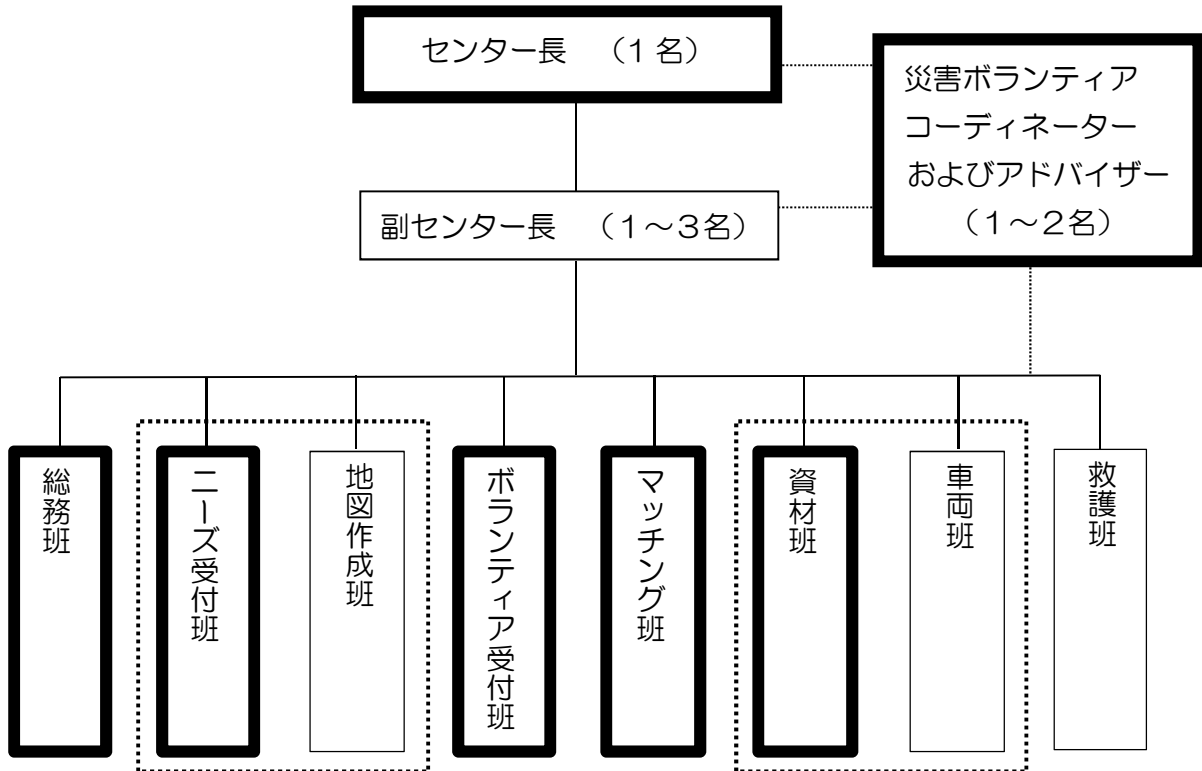 センター長　（１名）
災害ボランティア
コーディネーター
およびアドバイザー
（１～２名）
副センター長　（１～３名）
総務班
ニーズ受付班
地図作成班
ボランティア受付班
マッチング班
資材班
車両班
救護班